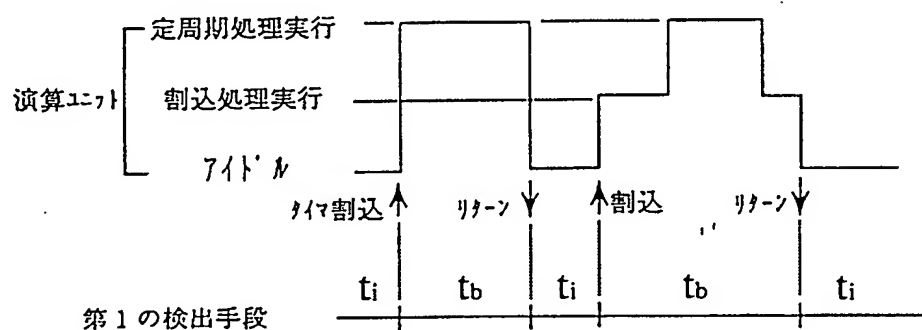 定周期処理実行
演算ユニット
割込処理実行
アイドル
タイマ割込
リターン
割込
リターン
ti
tb
ti
tb
ti
第1の検出手段